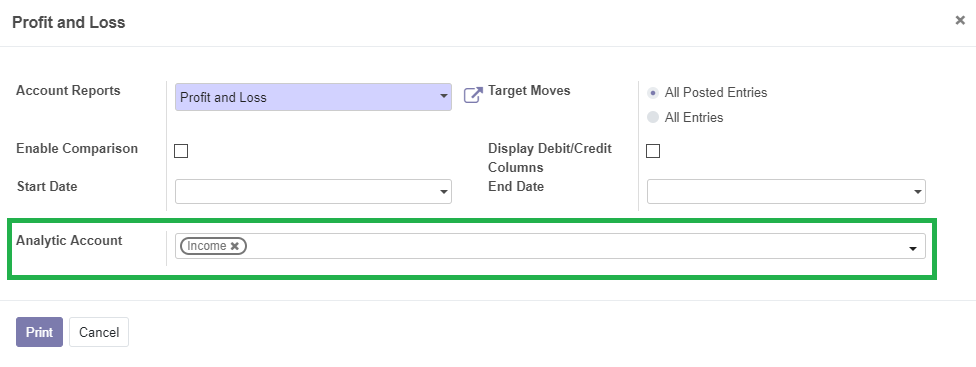 Profit and Loss
Account Reports
Profit and Loss
Target Moves
All Posted Entries
All Entries
Enable Comparison
Display Debit/Credit
Columns
Start Date
End Date
Analytic Account
Income
Print
Cancel